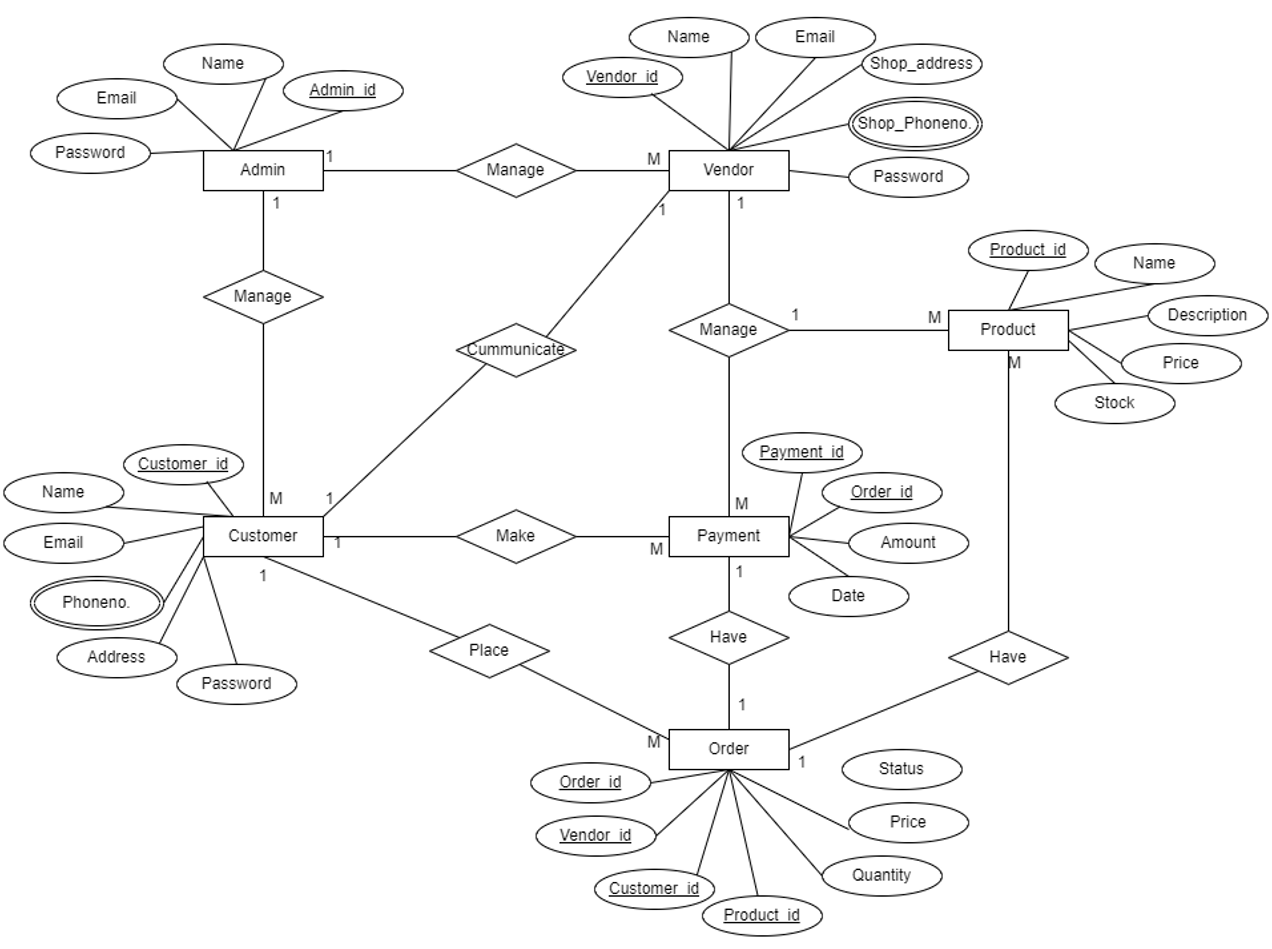 Name
Email
Name
Shop_address
Vendor_id
Admin_id
Email
Shop_Phoneno.
Password
1
M
Admin
Manage
Vendor
Password
1
1
1
Product_id
Name
Manage
1
M
Description
Manage
Product
Cummunicate
M
Price
Stock
Payment_id
Customer_id
Name
M
1
M
Order_id
Customer
Make
Payment
Email
1
M
Amount
1
1
Date
Phoneno.
Have
Place
Have
Address
Password
1
M
Order
1
Status
Order_id
Price
Vendor_id
Quantity
Customer_id
Product_id